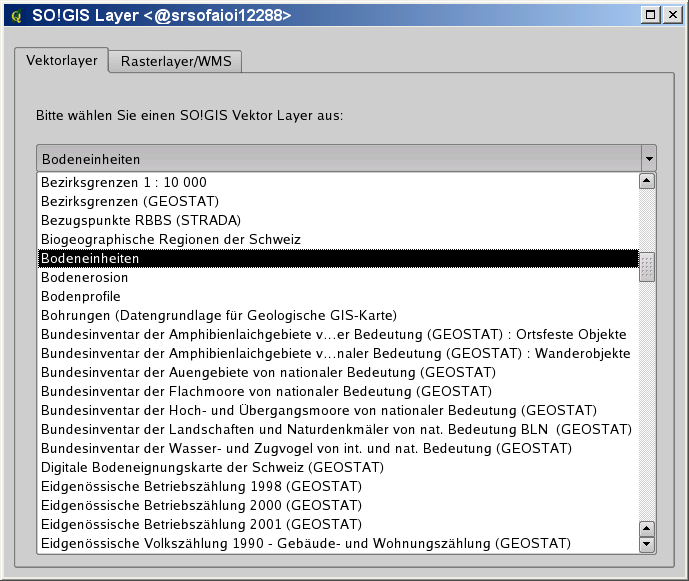 SO!GIS Layer <@srsofaioi12288>
Vektorlayer
Rasterlayer/WMS
Bitte wählen Sie einen SO!GIS Vektor Layer aus:
Bodeneinheiten
Bezirksgrenzen 1 : 10 000
Bezirksgrenzen (GEOSTAT)
Bezugspunkte RBBS (STRADA)
Biogeographische Regionen der Schweiz
Bodeneinheiten
Bodenerosion
Bodenprofile
Bohrungen (Datengrundlage für Geologische GIS-Karte)
Bundesinventar der Amphibienlaichgebiete v...er Bedeutung (GEOSTAT) : Ortsfeste Objekte
Bundesinventar der Amphibienlaichgebiete v...naler Bedeutung (GEOSTAT) : Wanderobjekte
Bundesinventar der Auengebiete von nationaler Bedeutung (GEOSTAT)
Bundesinventar der Flachmoore von nationaler Bedeutung (GEOSTAT)
Bundesinventar der Hoch- und Übergangsmoore von nationaler Bedeutung (GEOSTAT)
Bundesinventar der Landschaften und Naturdenkmäler von nat. Bedeutung BLN  (GEOSTAT)
Bundesinventar der Wasser- und Zugvogel von int. und nat. Bedeutung (GEOSTAT)
Digitale Bodeneignungskarte der Schweiz (GEOSTAT)
Eidgenössische Betriebszählung 1998 (GEOSTAT)
Eidgenössische Betriebszählung 2000 (GEOSTAT)
Eidgenössische Betriebszählung 2001 (GEOSTAT)
Eidgenössische Volkszählung 1990 - Gebäude- und Wohnungszählung (GEOSTAT)